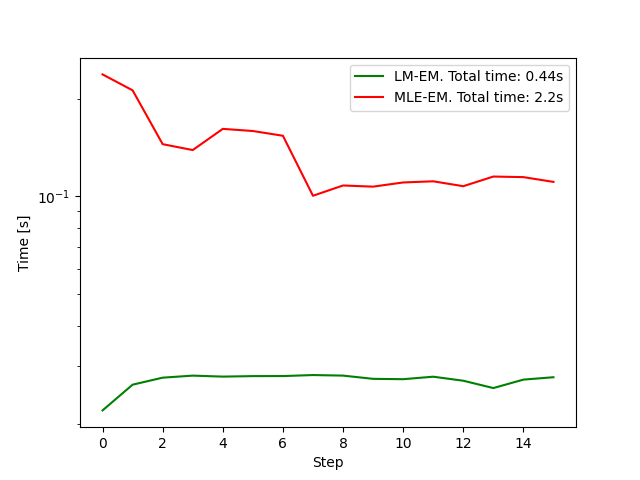 LM-EM. Total time: 0.44s
MLE-EM. Total time: 2.2s
Time [s]
10⁻¹
0 2 4 6 8 10 12 14
Step